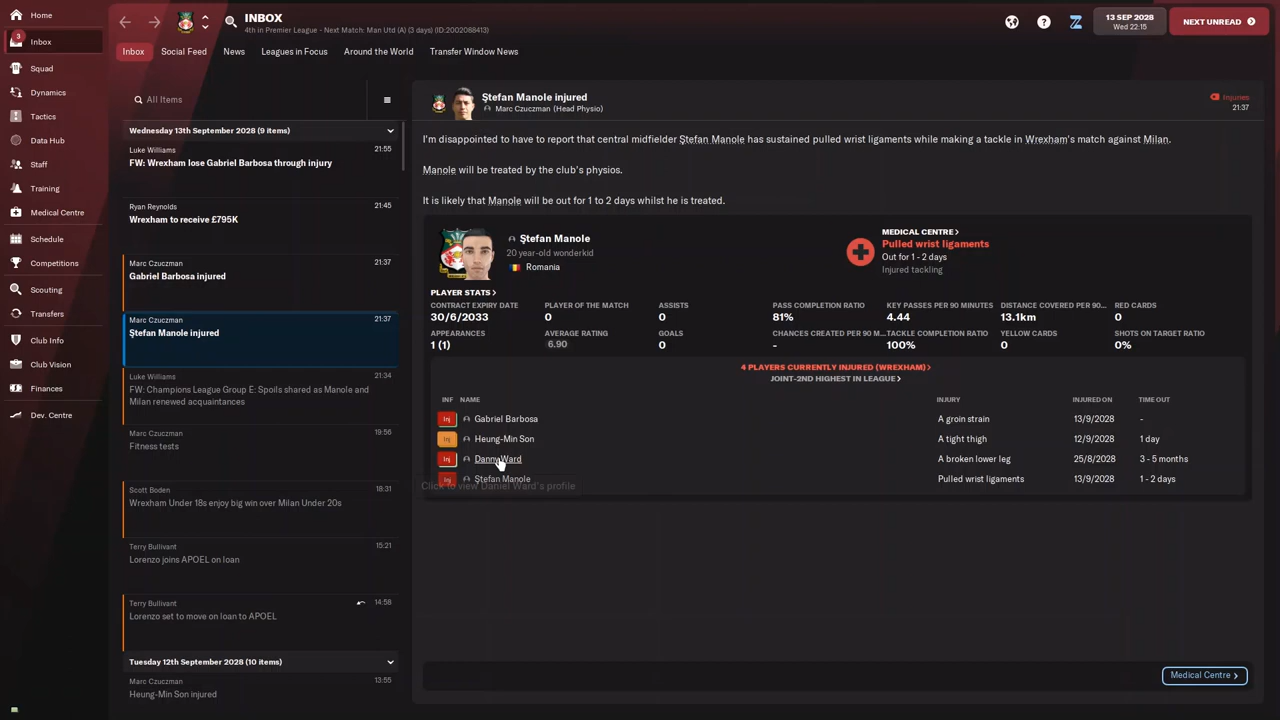 Home
3
Inbox
Squad
Dynamics
Tactics
Data Hub
Staff
Training
Medical Centre
Schedule
Competitions
Scouting
Transfers
Club Info
Club Vision
Finances
Dev. Centre
INBOX
4th in Premier League - Next Match: Man Utd (A) (3 days) (ID:2002088413)
13 SEP 2028
Wed 22:15
NEXT UNREAD
Inbox
Social Feed
News
Leagues in Focus
Around the World
Transfer Window News
All Items
Wednesday 13th September 2028 (9 items)
Luke Williams
21:55
FW: Wrexham lose Gabriel Barbosa through injury
Ryan Reynolds
21:45
Wrexham to receive £795K
Marc Czuczman
21:37
Gabriel Barbosa injured
Marc Czuczman
21:37
Ştefan Manole injured
Luke Williams
21:34
FW: Champions League Group E: Spoils shared as Manole and
Milan renewed acquaintances
Marc Czuczman
19:56
Fitness tests
Scott Boden
18:31
Wrexham Under 18s enjoy big win over Milan Under 20s
Terry Bullivant
15:21
Lorenzo joins APOEL on loan
Terry Bullivant
14:58
Lorenzo set to move on loan to APOEL
Tuesday 12th September 2028 (10 items)
Marc Czuczman
13:55
Heung-Min Son injured
Ştefan Manole injured
Marc Czuczman (Head Physio)
Injuries
21:37
I'm disappointed to have to report that central midfielder Ştefan Manole has sustained pulled wrist ligaments while making a tackle in Wrexham's match against Milan.
Manole will be treated by the club's physios.
It is likely that Manole will be out for 1 to 2 days whilst he is treated.
Ştefan Manole
20 year-old wonderkid
Romania
MEDICAL CENTRE
Pulled wrist ligaments
Out for 1 - 2 days
Injured tackling
PLAYER STATS
CONTRACT EXPIRY DATE
PLAYER OF THE MATCH
ASSISTS
PASS COMPLETION RATIO
KEY PASSES PER 90 MINUTES
DISTANCE COVERED PER 90...
RED CARDS
30/6/2033
0
0
81%
4.44
13.1km
0
APPEARANCES
AVERAGE RATING
GOALS
CHANCES CREATED PER 90 M...
TACKLE COMPLETION RATIO
YELLOW CARDS
SHOTS ON TARGET RATIO
1 (1)
6.90
0
-
100%
0
0%
4 PLAYERS CURRENTLY INJURED (WREXHAM)
JOINT-2ND HIGHEST IN LEAGUE
INF
NAME
INJURY
INJURED ON
TIME OUT
Inj
Gabriel Barbosa
A groin strain
13/9/2028
-
Inj
Heung-Min Son
A tight thigh
12/9/2028
1 day
Inj
Danny Ward
A broken lower leg
25/8/2028
3 - 5 months
Inj
Ştefan Manole
Pulled wrist ligaments
13/9/2028
1 - 2 days
Click to view Daniel Ward's profile
Medical Centre